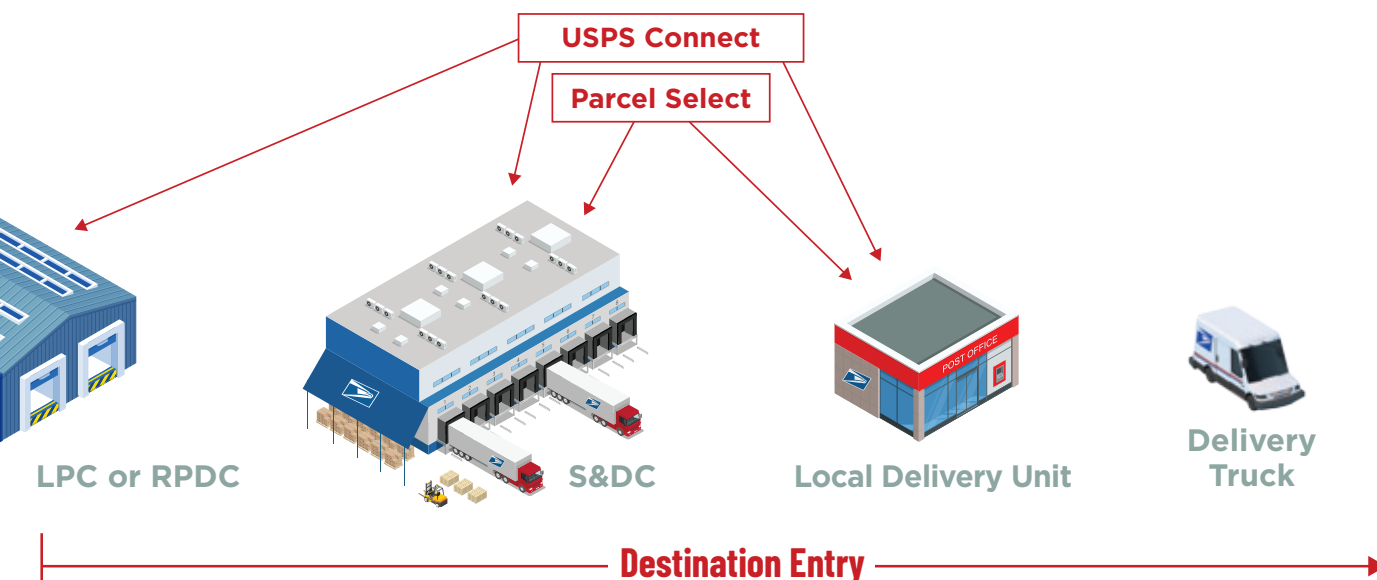 USPS Connect
Parcel Select
POST OFFICE
LPC or RPDC
S&DC
Local Delivery Unit
Delivery
Truck
Destination Entry